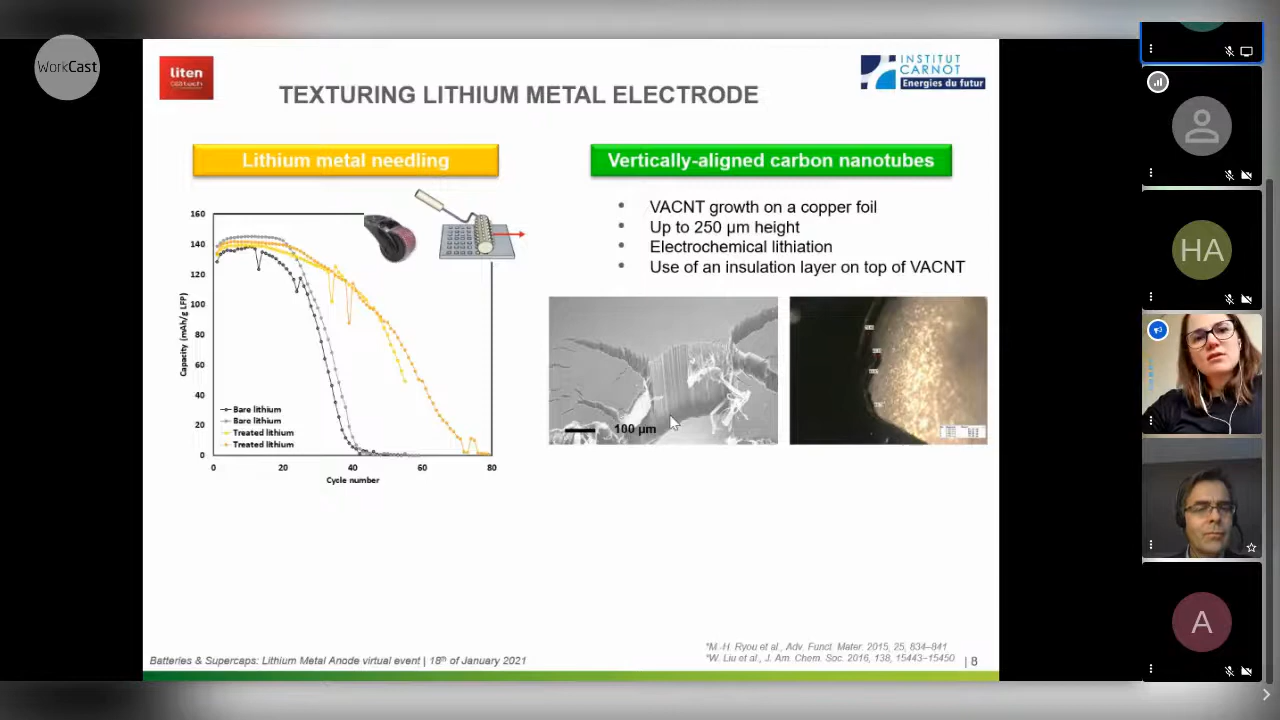 WorkCast
liten
INSTITUT
CARNOT
Energies du futur
TEXTURING LITHIUM METAL ELECTRODE
Lithium metal needling
160
140
120
100
80
60
40
20
0
Capacity (mAh/g LFP)
Bare lithium
Bare lithium
Treated lithium
Treated lithium
0 20 40 60 80
Cycle number
Vertically-aligned carbon nanotubes
• VACNT growth on a copper foil
• Up to 250 µm height
• Electrochemical lithiation
• Use of an insulation layer on top of VACNT
100 µm
*M.-H. Ryou et al., Adv. Funct. Mater. 2015, 25, 834–841
*W. Liu et al., J. Am. Chem. Soc. 2016, 138, 15443–15450
Batteries & Supercaps: Lithium Metal Anode virtual event | 18th of January 2021
| 8
HA
A